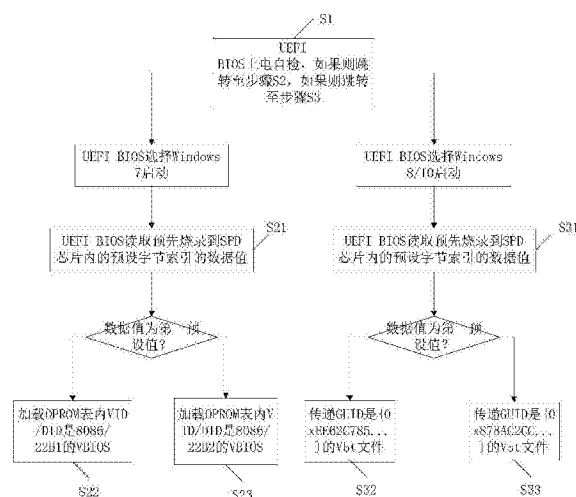 S1
UEFI
BIOS上电自检，如果则跳
转至步骤S2，如果则跳转
至步骤S3
UEFI BIOS选择Windows
7启动
UEFI BIOS选择Windows
8/10启动
S21
S31
UEFI BIOS读取预先烧录到SPD
芯片内的预设字节索引的数据值
UEFI BIOS读取预先烧录到SPD
芯片内的预设字节索引的数据值
数据值为第 预
设值？
数据值为第 预
设值？
加载OPROM表内VID
/DID是8086/
22B1的VBIOS
加载OPROM表内V
ID/DID是8086/
22B2的VBIOS
传递GUID是{0
...
}的Vbt文件
传递GUID是{0
...
}的Vbt文件
S22
S23
S32
S33